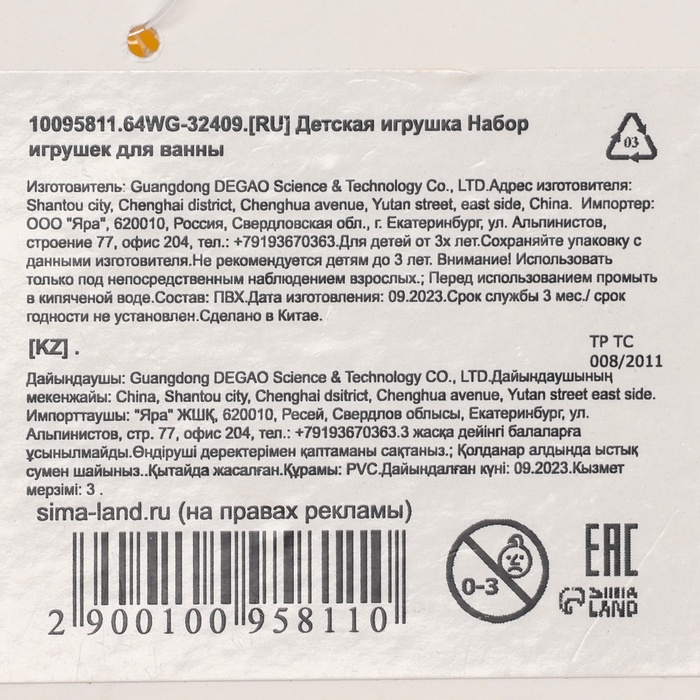 10095811.64WG-32409.[RU] Детская игрушка Набор
игрушек для ванны
03
Изготовитель: Guangdong DEGAO Science & Technology Co., LTD.Адрес изготовителя:
Shantou city, Chenghai district, Chenghua avenue, Yutan street, east side, China. Импортер:
ООО "Яра", 620010, Россия, Свердловская обл., г. Екатеринбург, ул. Альпинистов,
строение 77, офис 204, тел.: +79193670363.Для детей от 3х лет.Сохраняйте упаковку с
данными изготовителя.Не рекомендуется детям до 3 лет. Внимание! Использовать
только под непосредственным наблюдением взрослых.; Перед использованием промыть
в кипяченой воде.Состав: ПВХ.Дата изготовления: 09.2023.Срок службы 3 мес./ срок
годности не установлен.Сделано в Китае.
[KZ] .
ТР ТС
008/2011
Дайындаушы: Guangdong DEGAO Science & Technology CO., LTD.Дайындаушының
мекенжайы: China, Shantou city, Chenghai dsitrict, Chenghua avenue, Yutan street east side.
Импорттаушы: "Яра" ЖШҚ, 620010, Ресей, Свердлов облысы, Екатеринбург, ул.
Альпинистов, стр. 77, офис 204, тел.: +79193670363.3 жасқа дейінгі балаларға
ұсынылмайды.Өндіруші деректерімен қаптаманы сақтаңыз.; Қолданар алдында ыстық
сумен шайыңыз..Қытайда жасалған.Құрамы: PVC.Дайындалған күні: 09.2023.Кызмет
мерзімі: 3 .
sima-land.ru (на правах рекламы)
2 900100 958110
0-3
EAC
SIMA
LAND